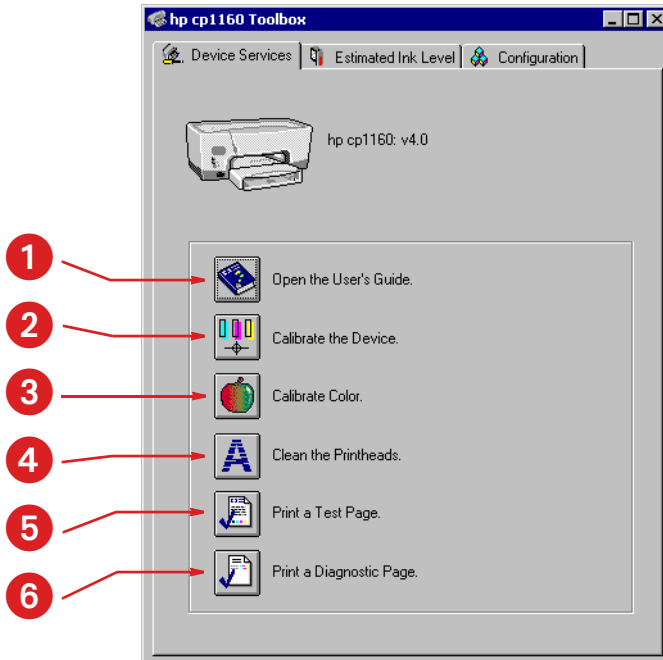 hp cp1160 Toolbox
Device Services Estimated Ink Level Configuration
hp cp1160: v4.0
1 Open the User's Guide.
2 Calibrate the Device.
3 Calibrate Color.
4 Clean the Printheads.
5 Print a Test Page.
6 Print a Diagnostic Page.